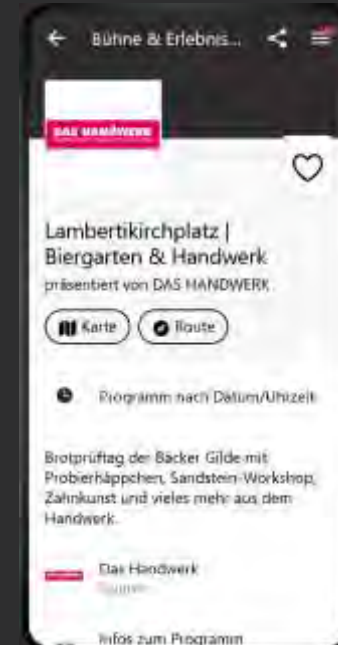 Bühne & Erlebnis...
DAS HANDWERK
Lambertikirchplatz |
Biergarten & Handwerk
präsentiert von DAS HANDWERK
Karte
Route
Programm nach Datum/Uhrzeit
Brotprüftag der Bäcker Gilde mit
Probierhäppchen, Sandstein-Workshop,
Zahnkunst und vieles mehr aus dem
Handwerk.
Das Handwerk
Infos zum Programm